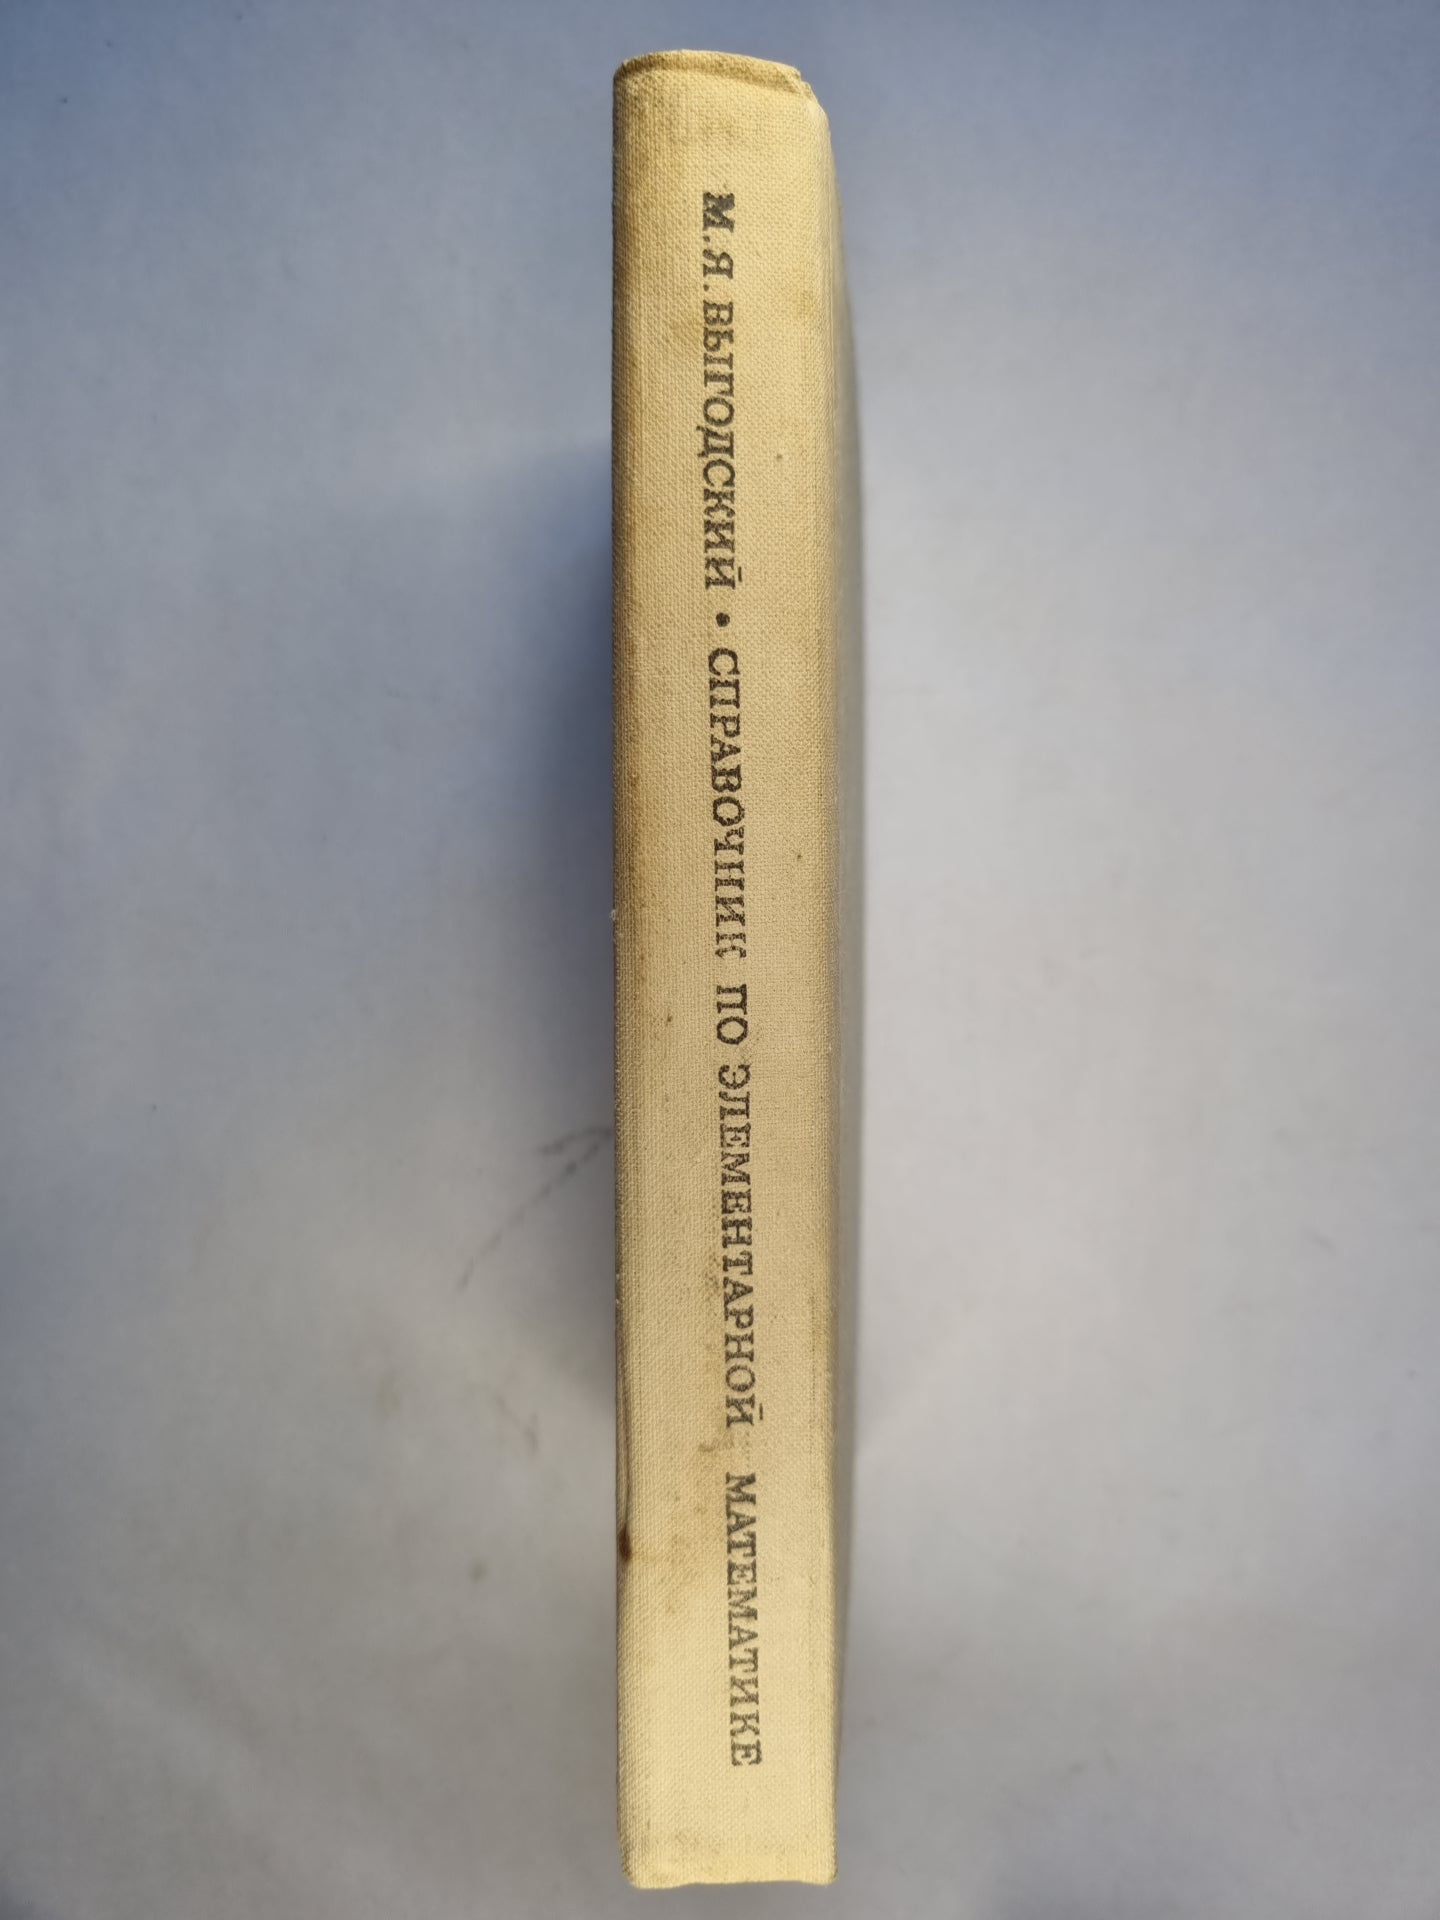 М.Я. ВЫГОДСКИЙ • СПРАВОЧНИК ПО ЭЛЕМЕНТАРНОЙ МАТЕМАТИКЕ